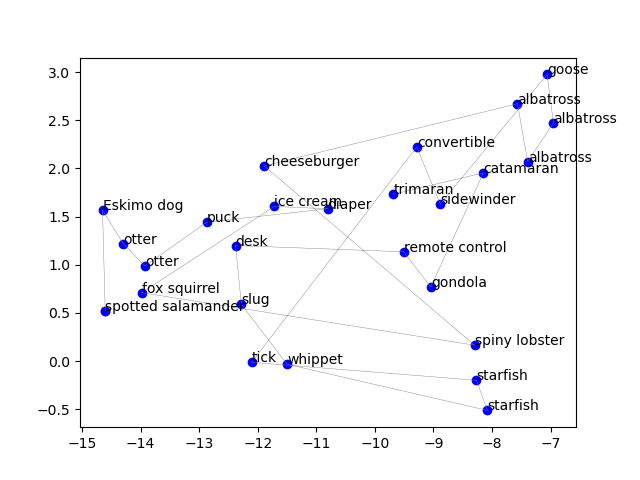 goose
3.0
albatross
2.5
albatross
convertible
albatross
cheeseburger
catamaran
2.0
trimaran
ice cream
diaper
sidewinder
Eskimo dog
1.5
puck
otter
desk
remote control
otter
1.0
gondola
fox squirrel
slug
spotted salamander
0.5
spiny lobster
tick
whippet
0.0
starfish
starfish
−0.5
−15 −14 −13 −12 −11 −10 −9 −8 −7